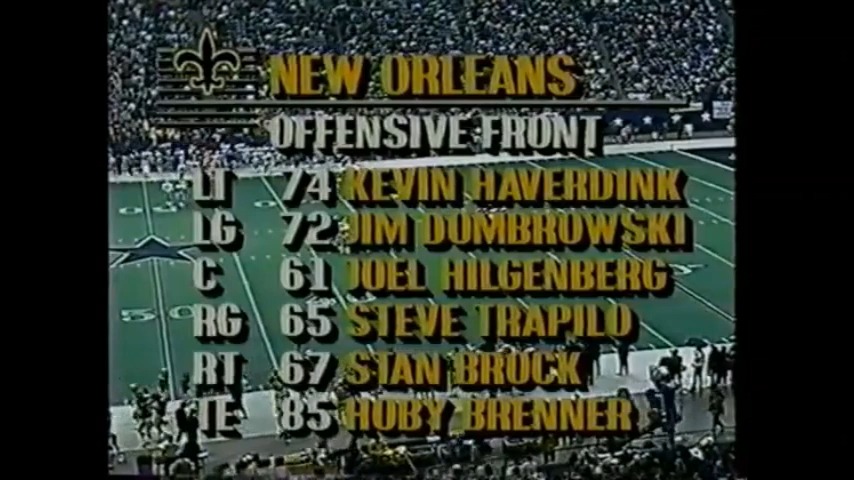 NEW ORLEANS
OFFENSIVE FRONT
LT 74 KEVIN HAVERDINK
LG 72 JIM DOMBROWSKI
C 61 JOEL HILGENBERG
RG 65 STEVE TRAPILO
RT 67 STAN BROCK
TE 85 HOBY BRENNER
50